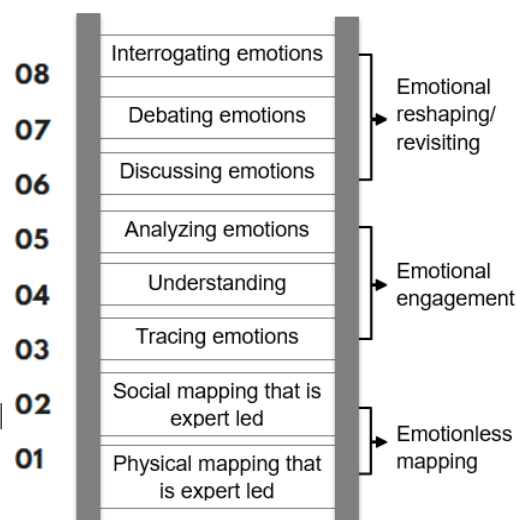 08
Interrogating emotions
07
Debating emotions
06
Discussing emotions
Emotional
reshaping/
revisiting
05
Analyzing emotions
04
Understanding
03
Tracing emotions
Emotional
engagement
02
Social mapping that is
expert led
01
Physical mapping that
is expert led
Emotionless
mapping